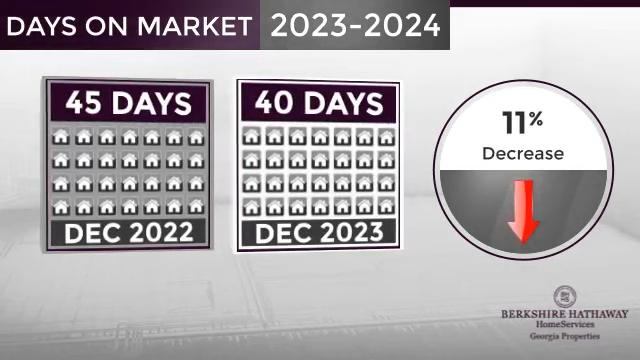 DAYS ON MARKET 2023-2024
45 DAYS
DEC 2022
40 DAYS
DEC 2023
11%
Decrease
BERKSHIRE HATHAWAY
HomeServices
Georgia Properties